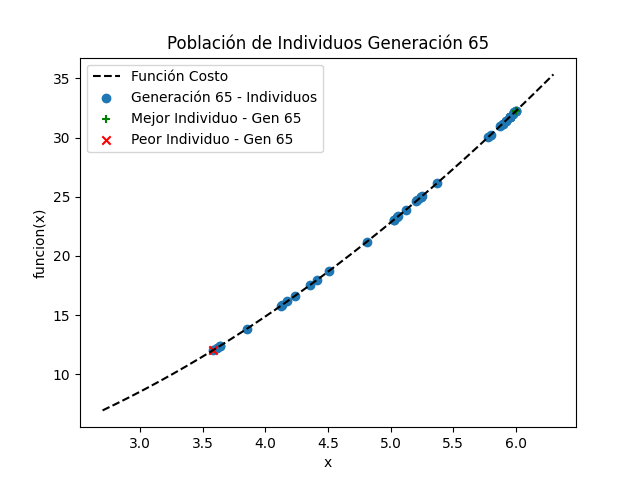 Población de Individuos Generación 65
Función Costo
Generación 65 - Individuos
Mejor Individuo - Gen 65
Peor Individuo - Gen 65
funcion(x)
35
30
25
20
15
10
3.0 3.5 4.0 4.5 5.0 5.5 6.0
x